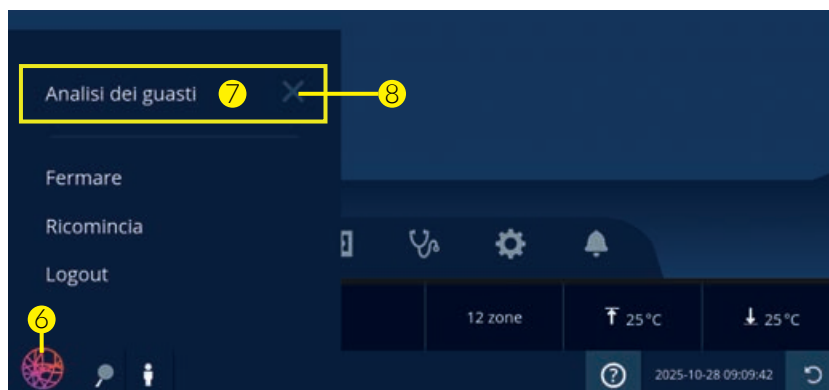 Analisi dei guasti 7 8
Fermare
Ricomincia
Logout
6
12 zone 25°C 25°C
? 2025-10-28 09:09:42